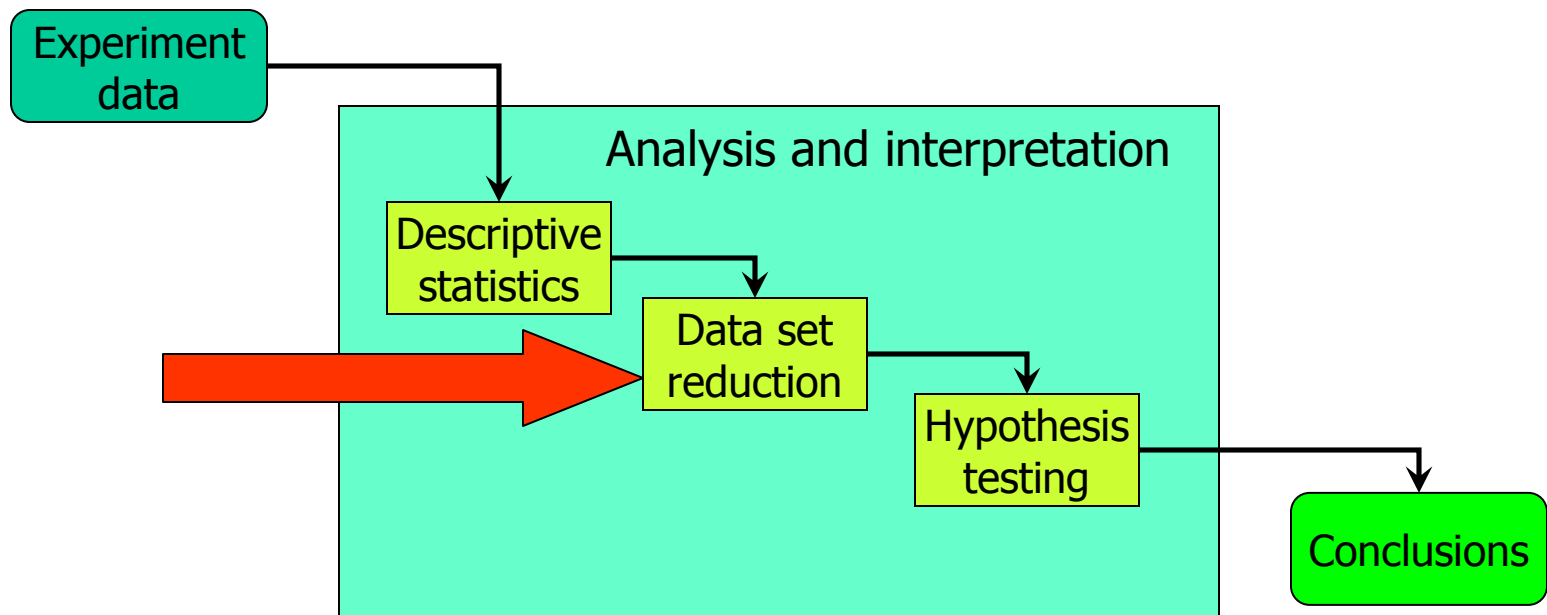 Experiment
data
Analysis and interpretation
Descriptive
statistics
Data set
reduction
Hypothesis
testing
Conclusions